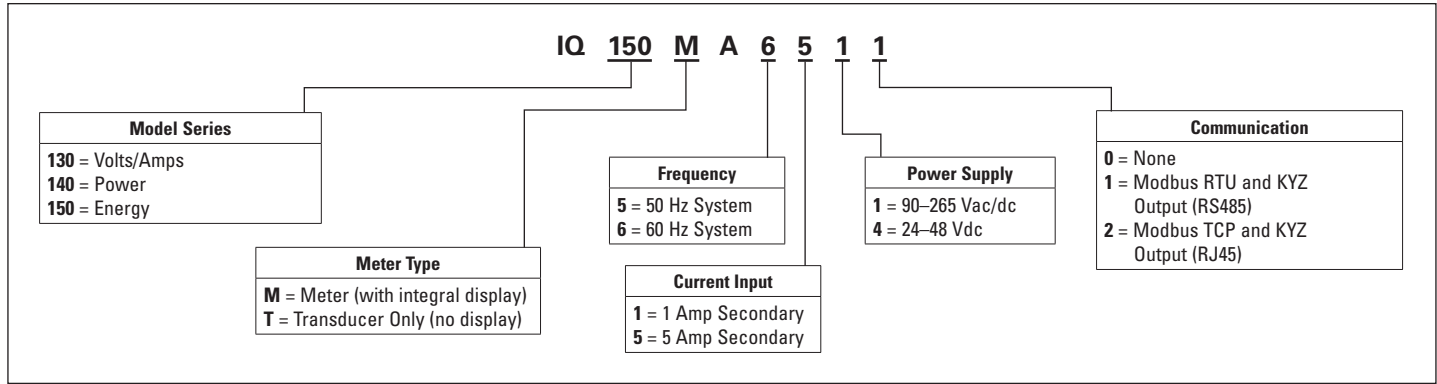 IQ 150 M A 6 5 1 1
Model Series
130 = Volts/Amps
140 = Power
150 = Energy
Meter Type
M = Meter (with integral display)
T = Transducer Only (no display)
Frequency
5 = 50 Hz System
6 = 60 Hz System
Current Input
1 = 1 Amp Secondary
5 = 5 Amp Secondary
Power Supply
1 = 90–265 Vac/dc
4 = 24–48 Vdc
Communication
0 = None
1 = Modbus RTU and KYZ
Output (RS485)
2 = Modbus TCP and KYZ
Output (RJ45)